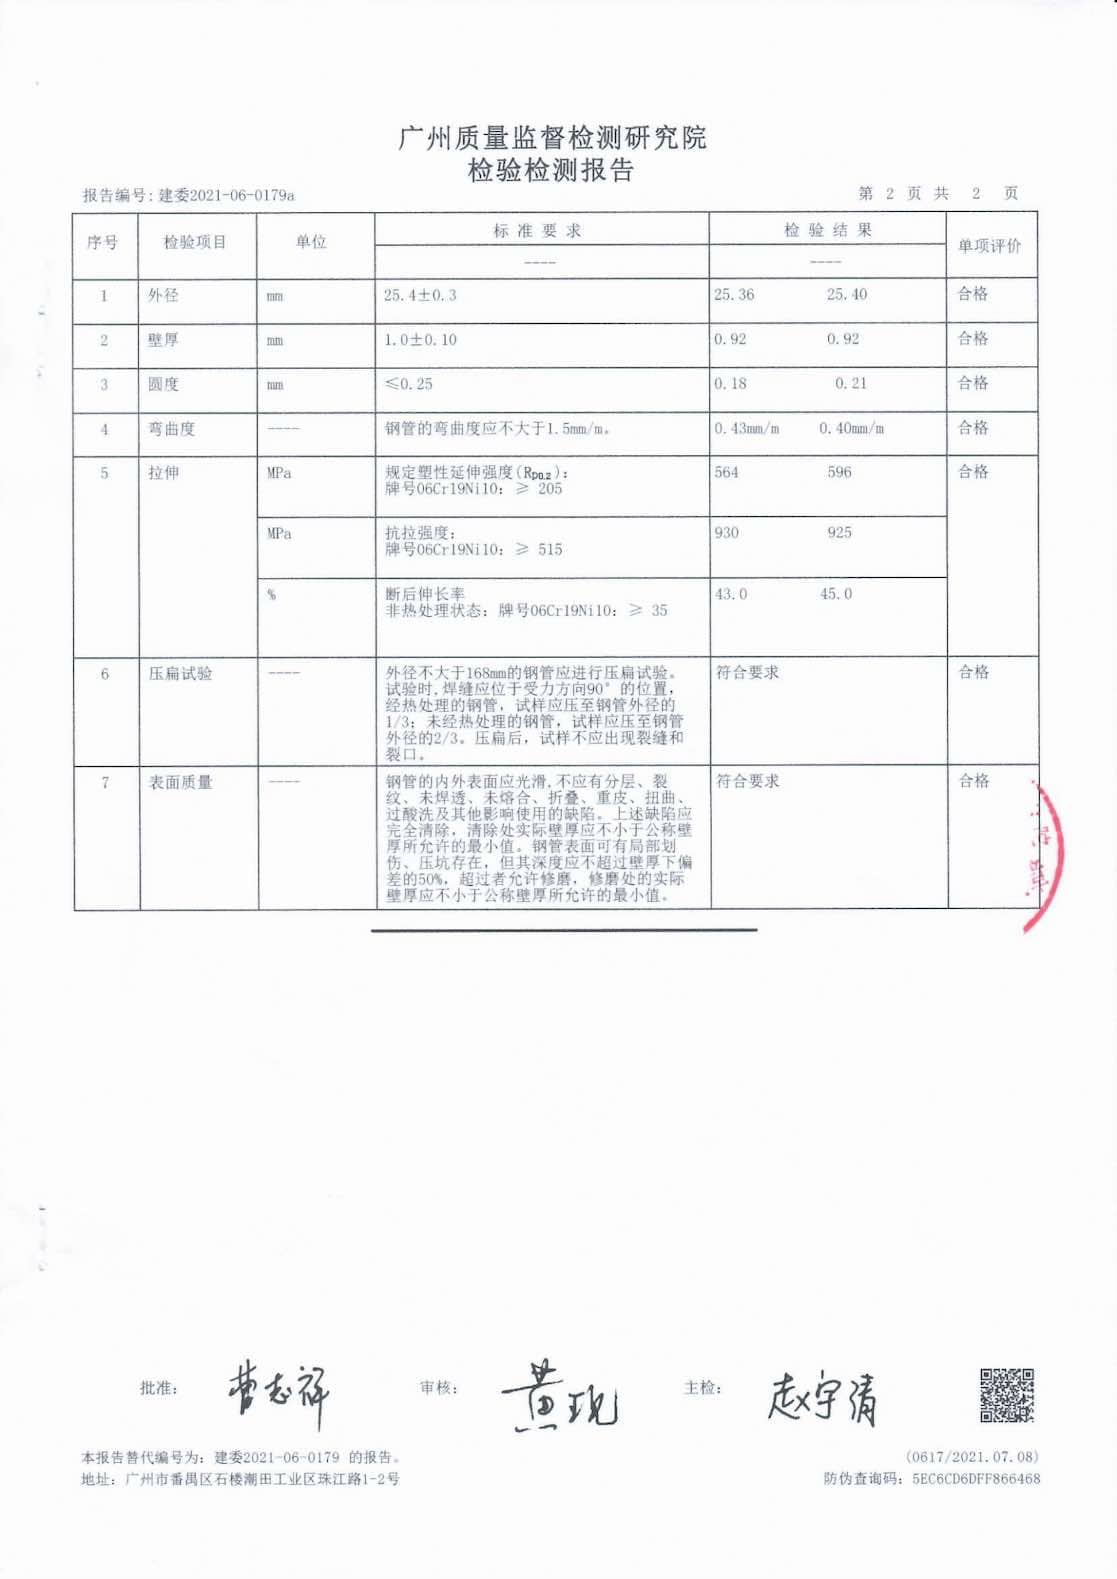 广州质量监督检测研究院
检验检测报告
报告编号: 建委2021-06-0179a
第 2 页 共 2 页
序号 检验项目 单位 标准要求 检验结果 单项评价
---- ----
1 外径 mm 25.4±0.3 25.36 25.40 合格
2 壁厚 mm 1.0±0.10 0.92 0.92 合格
3 圆度 mm ≤0.25 0.18 0.21 合格
4 弯曲度 ---- 钢管的弯曲度应不大于1.5mm/m。 0.43mm/m 0.40mm/m 合格
5 拉伸 MPa 规定塑性延伸强度(Rp0.2): 564 596 合格
牌号06Cr19Ni10: ≥ 205
MPa 抗拉强度: 930 925
牌号06Cr19Ni10: ≥ 515
% 断后伸长率 43.0 45.0
非热处理状态: 牌号06Cr19Ni10: ≥ 35
6 压扁试验 ---- 外径不大于168mm的钢管应进行压扁试验。 符合要求 合格
试验时,焊缝应位于受力方向90°的位置,
经热处理的钢管, 试样应压至钢管外径的
1/3; 未经热处理的钢管, 试样应压至钢管
外径的2/3。压扁后, 试样不应出现裂缝和
裂口。
7 表面质量 ---- 钢管的内外表面应光滑,不应有分层、裂 符合要求 合格
纹、未焊透、未熔合、折叠、重皮、扭曲、
过酸洗及其他影响使用的缺陷。上述缺陷应
完全清除, 清除处实际壁厚应不小于公称壁
厚所允许的最小值。钢管表面可有局部划
伤、压坑存在, 但其深度应不超过壁厚下偏
差的50%, 超过者允许修磨, 修磨处的实际
壁厚应不小于公称壁厚所允许的最小值。
批准: 曹志祥 审核: 黄现 主检: 赵宇清
本报告替代编号为: 建委2021-06-0179 的报告。
(0617/2021.07.08)
地址: 广州市番禺区石楼潮田工业区珠江路1-2号
防伪查询码: 5EC6CD6DFF866468